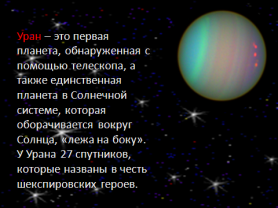 Уран – это первая
планета, обнаруженная с
помощью телескопа, а
также единственная
планета в Солнечной
системе, которая
оборачивается вокруг
Солнца, «лежа на боку».
У Урана 27 спутников,
которые названы в честь
шекспировских героев.